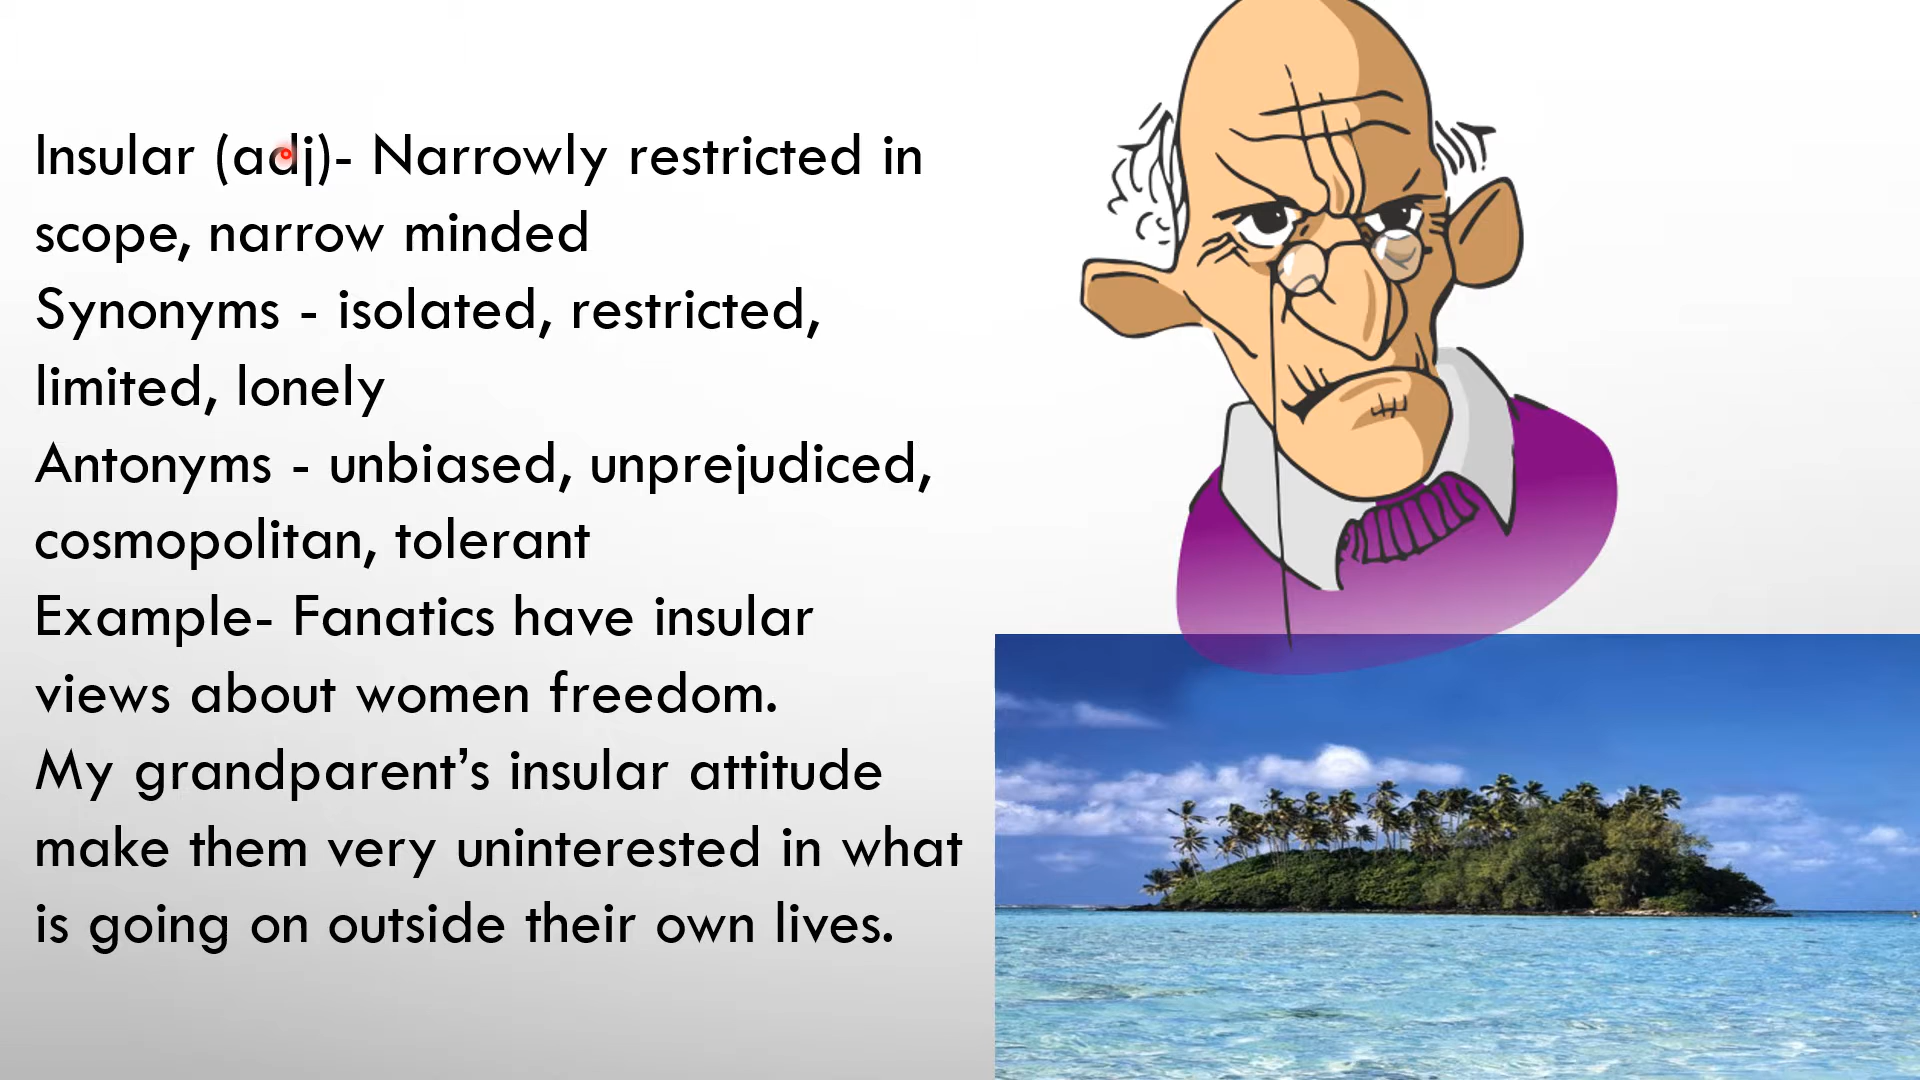 Insular (adj)- Narrowly restricted in
scope, narrow minded
Synonyms - isolated, restricted,
limited, lonely
Antonyms - unbiased, unprejudiced,
cosmopolitan, tolerant
Example- Fanatics have insular
views about women freedom.
My grandparent’s insular attitude
make them very uninterested in what
is going on outside their own lives.